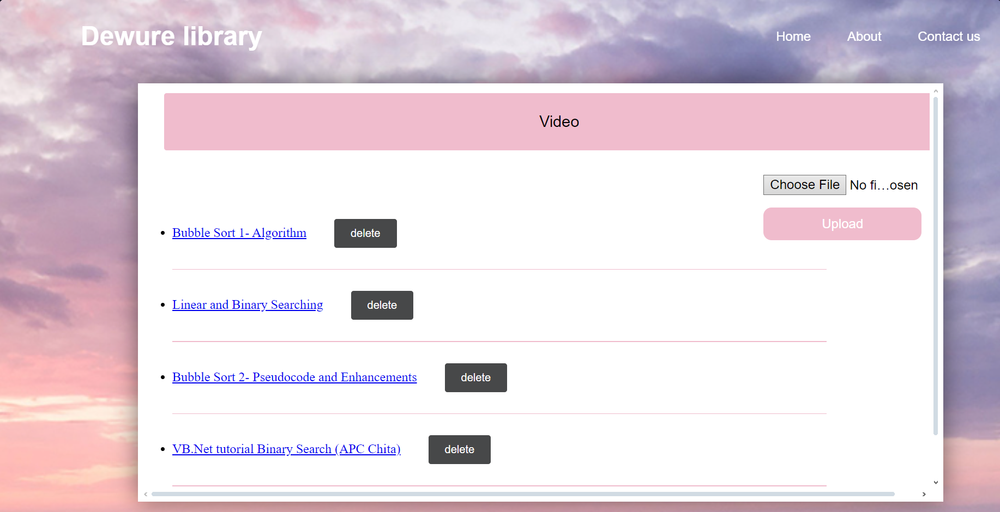 Dewure library
Home About Contact us
Video
Choose File No fi...osen
Upload
Bubble Sort 1- Algorithm delete
Linear and Binary Searching delete
Bubble Sort 2- Pseudocode and Enhancements delete
VB.Net tutorial Binary Search (APC Chita) delete